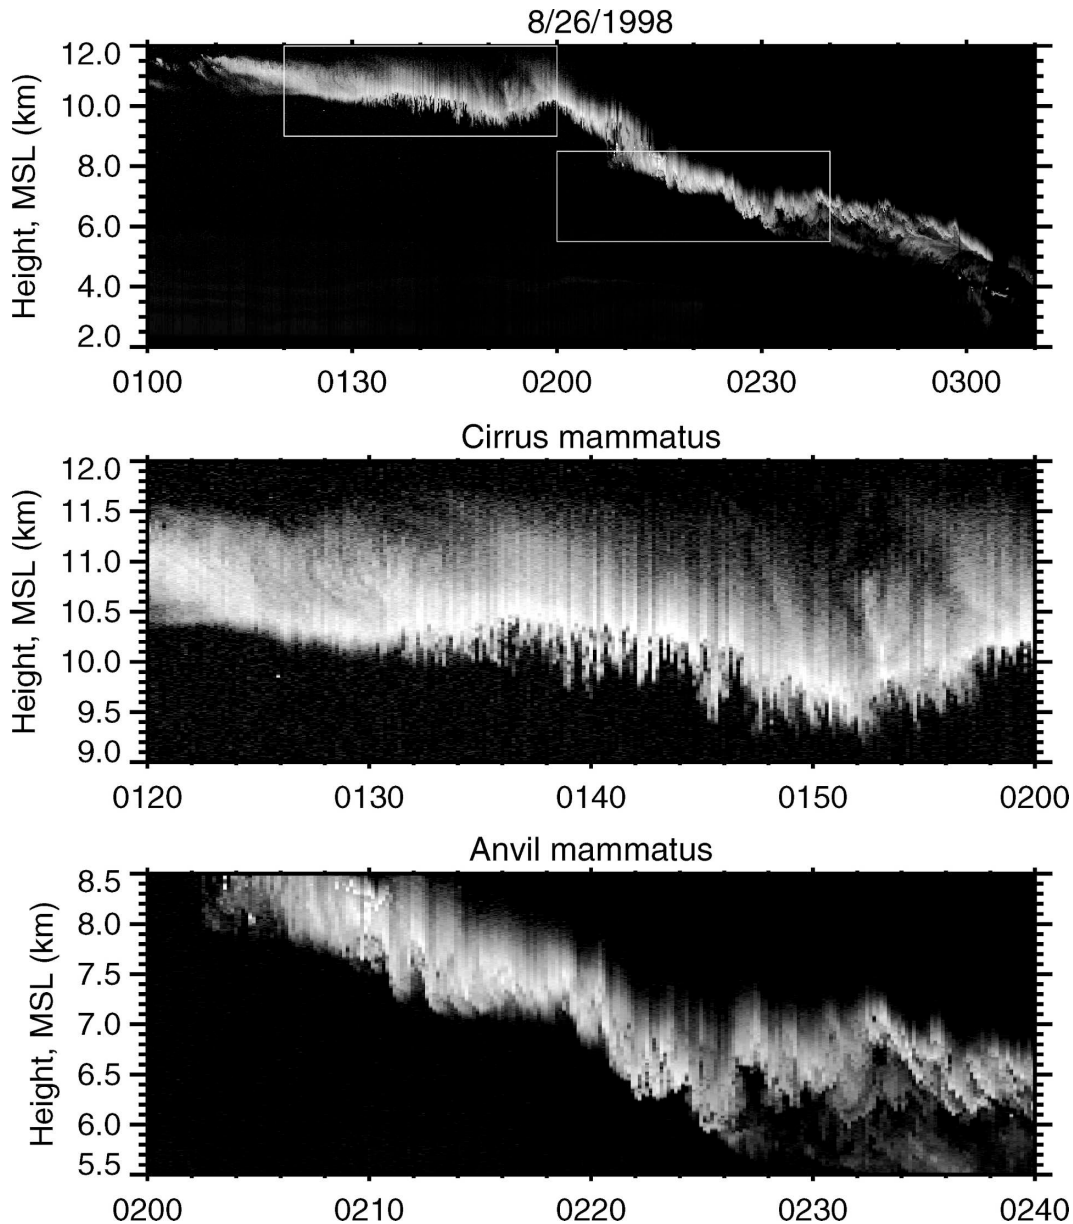 8/26/1998
Height, MSL (km)
12.0
10.0
8.0
6.0
4.0
2.0
0100 0130 0200 0230 0300
Cirrus mammatus
Height, MSL (km)
12.0
11.5
11.0
10.5
10.0
9.5
9.0
0120 0130 0140 0150 0200
Anvil mammatus
Height, MSL (km)
8.5
8.0
7.5
7.0
6.5
6.0
5.5
0200 0210 0220 0230 0240